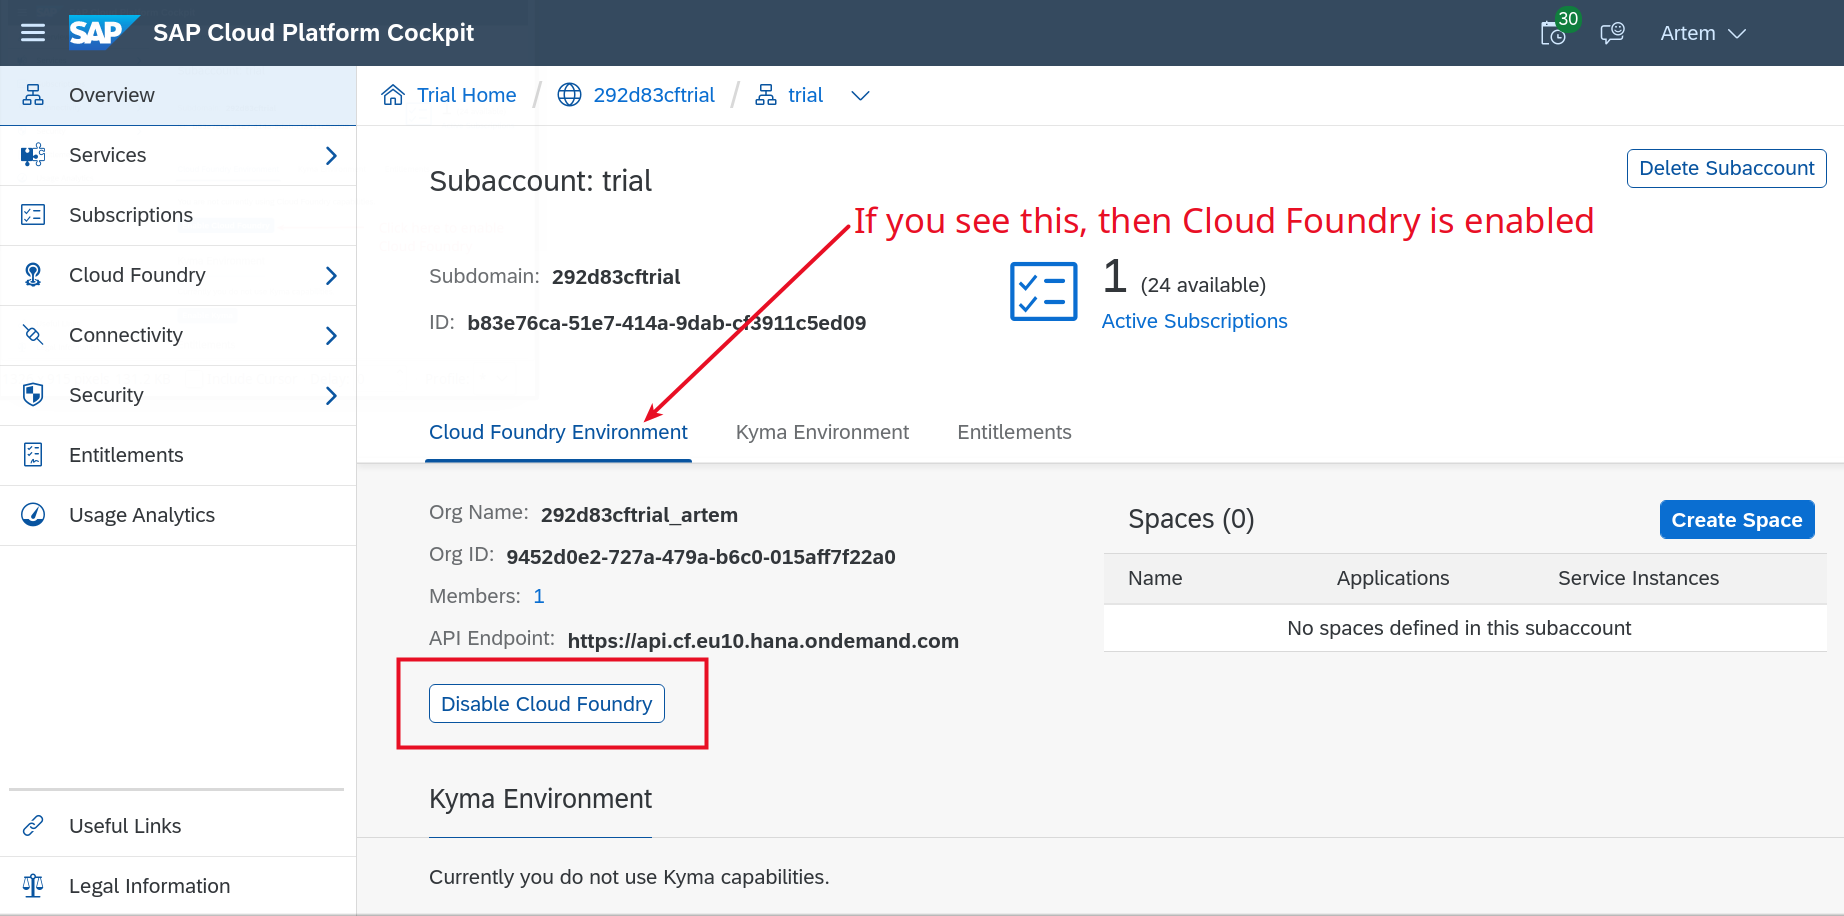 SAP SAP Cloud Platform Cockpit
30
Artem
Overview
Services
Subscriptions
Cloud Foundry
Connectivity
Security
Entitlements
Usage Analytics
Useful Links
Legal Information
Trial Home / 292d83cftrial / trial
Subaccount: trial
Delete Subaccount
If you see this, then Cloud Foundry is enabled
Subdomain: 292d83cftrial
ID: b83e76ca-51e7-414a-9dab-cf3911c5ed09
1 (24 available)
Active Subscriptions
Cloud Foundry Environment
Kyma Environment
Entitlements
Org Name: 292d83cftrial_artem
Org ID: 9452d0e2-727a-479a-b6c0-015aff7f22a0
Members: 1
API Endpoint: https://api.cf.eu10.hana.ondemand.com
Disable Cloud Foundry
Spaces (0)
Create Space
Name Applications Service Instances
No spaces defined in this subaccount
Kyma Environment
Currently you do not use Kyma capabilities.